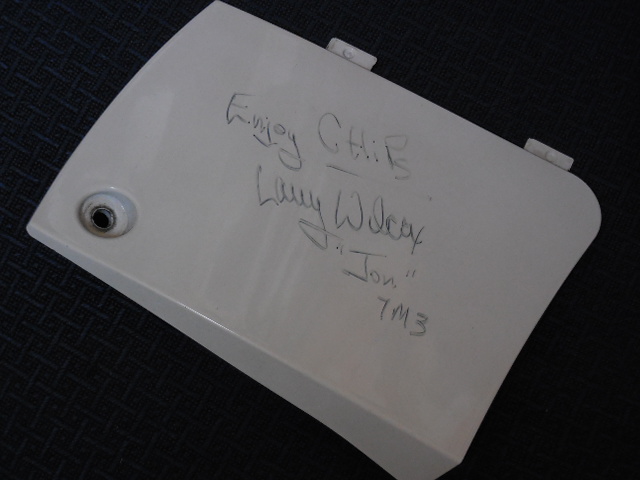 Enjoy CHiPs
Larry Wilcox
"Jon"
7M3